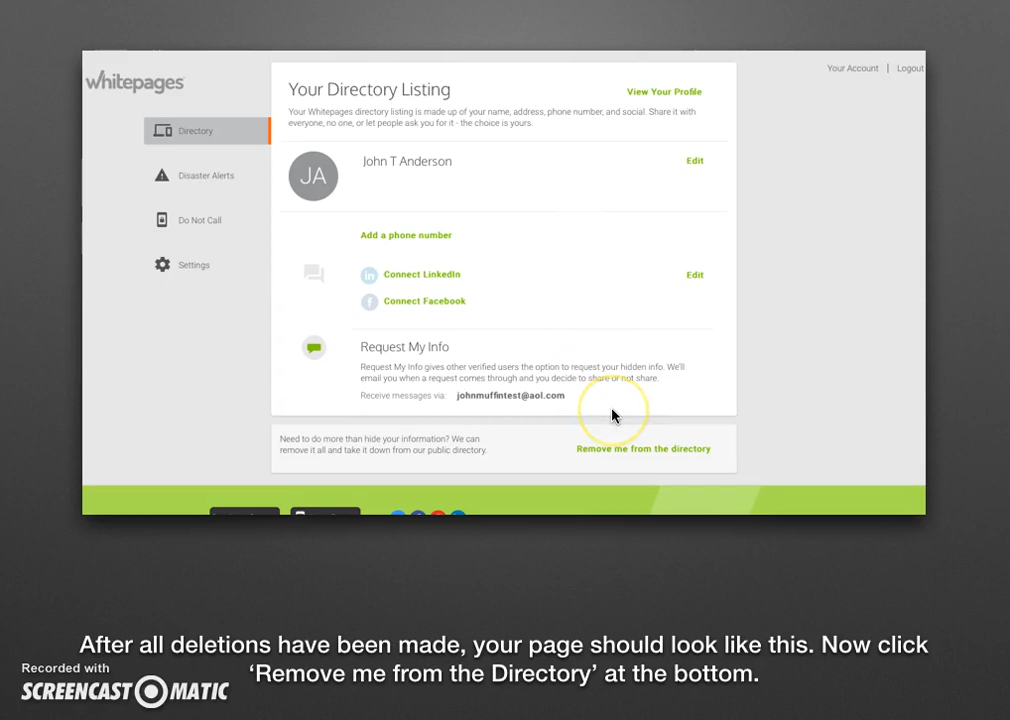 whitepages
Your Account | Logout
Your Directory Listing
View Your Profile
Your Whitepages directory listing is made up of your name, address, phone number, and social. Share it with
everyone, no one, or let people ask you for it - the choice is yours.
Directory
Disaster Alerts
Do Not Call
Settings
JA
John T Anderson
Edit
Add a phone number
in Connect LinkedIn
Edit
f Connect Facebook
Request My Info
Request My Info gives other verified users the option to request your hidden info. We'll
email you when a request comes through and you decide to share or not share.
Receive messages via: johnmuffintest@aol.com
Need to do more than hide your information? We can
remove it all and take it down from our public directory.
Remove me from the directory
After all deletions have been made, your page should look like this. Now click
‘Remove me from the Directory’ at the bottom.
Recorded with
SCREENCAST-O-MATIC